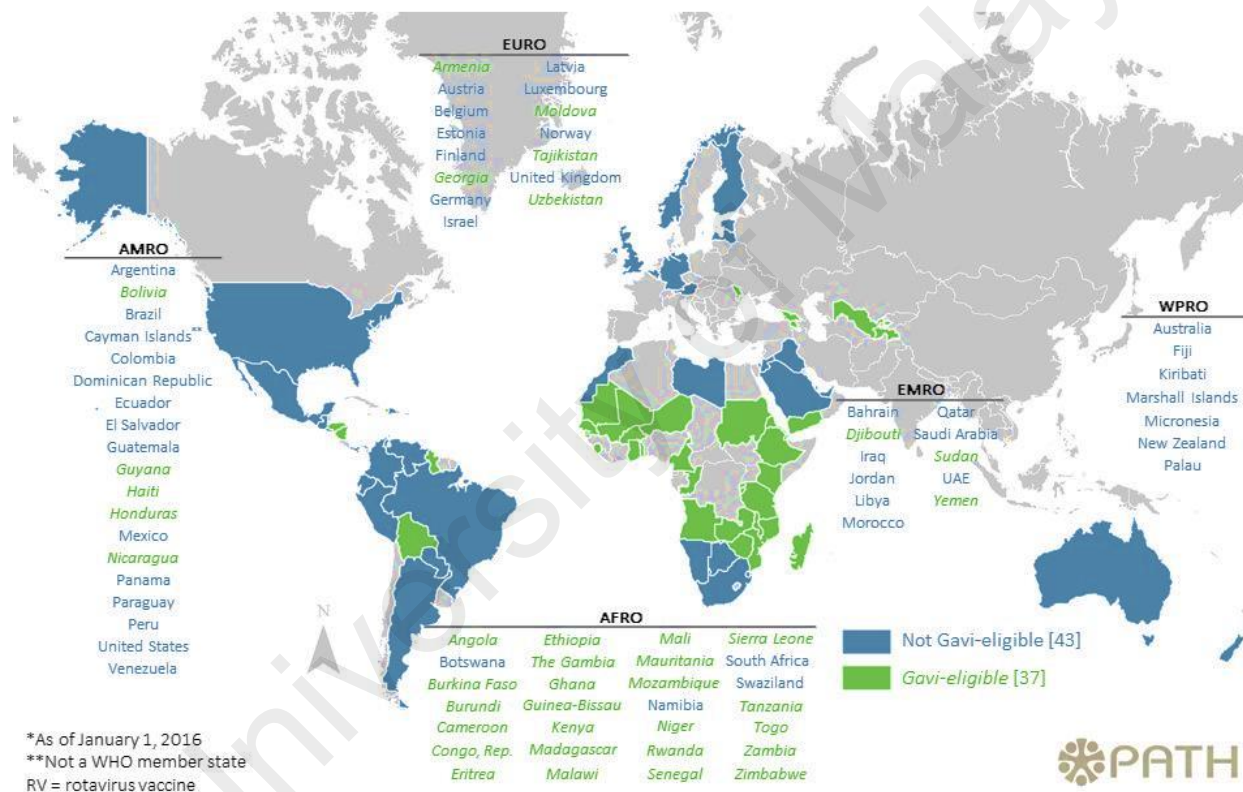 EURO
Armenia Latvia
Austria Luxembourg
Belgium Moldova
Estonia Norway
Finland Tajikistan
Georgia United Kingdom
Germany Uzbekistan
Israel
AMRO
Argentina
Bolivia
Brazil
Cayman Islands**
Colombia
Dominican Republic
Ecuador
El Salvador
Guatemala
Guyana
Haiti
Honduras
Mexico
Nicaragua
Panama
Paraguay
Peru
United States
Venezuela
WPRO
Australia
Fiji
Kiribati
Marshall Islands
Micronesia
New Zealand
Palau
EMRO
Bahrain Qatar
Djibouti Saudi Arabia
Iraq Sudan
Jordan UAE
Libya Yemen
Morocco
N
AFRO
Angola Ethiopia Mali Sierra Leone
Botswana The Gambia Mauritania South Africa
Burkina Faso Ghana Mozambique Swaziland
Burundi Guinea-Bissau Namibia Tanzania
Cameroon Kenya Niger Togo
Congo, Rep. Madagascar Rwanda Zambia
Eritrea Malawi Senegal Zimbabwe
Not Gavi-eligible [43]
Gavi-eligible [37]
*As of January 1, 2016
**Not a WHO member state
RV = rotavirus vaccine
PATH
University of Malay